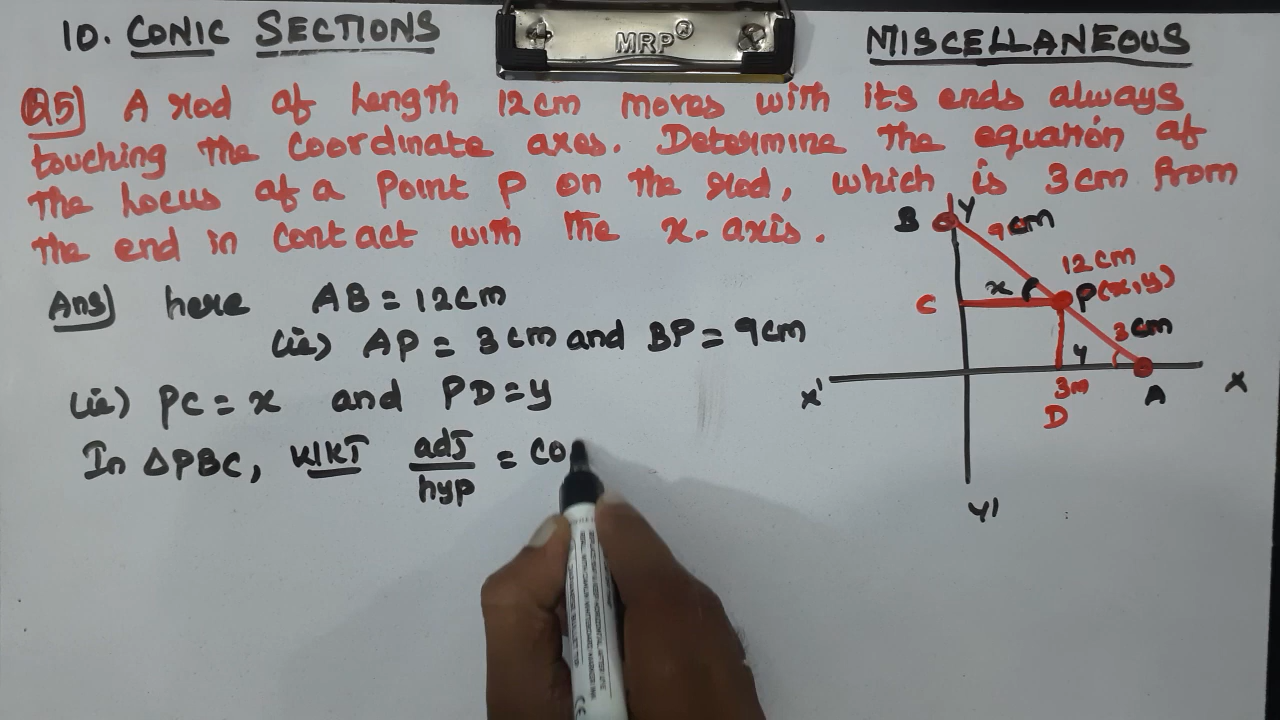 10. CONIC SECTIONS
MRP®
MISCELLANEOUS
Q5] A rod of length 12cm moves with its ends always
touching the coordinate axes. Determine the equation of
the locus of a point P on the rod, which is 3cm from
the end in contact with the x-axis.
Ans] here AB = 12cm
(ie) AP = 3cm and BP = 9cm
(ie) PC = x and PD = y
In ΔPBC, WKT adj/hyp = co
B
Y
9cm
12cm
C
x
P(x,y)
3cm
y
X'
3m
D
A
X
Y'